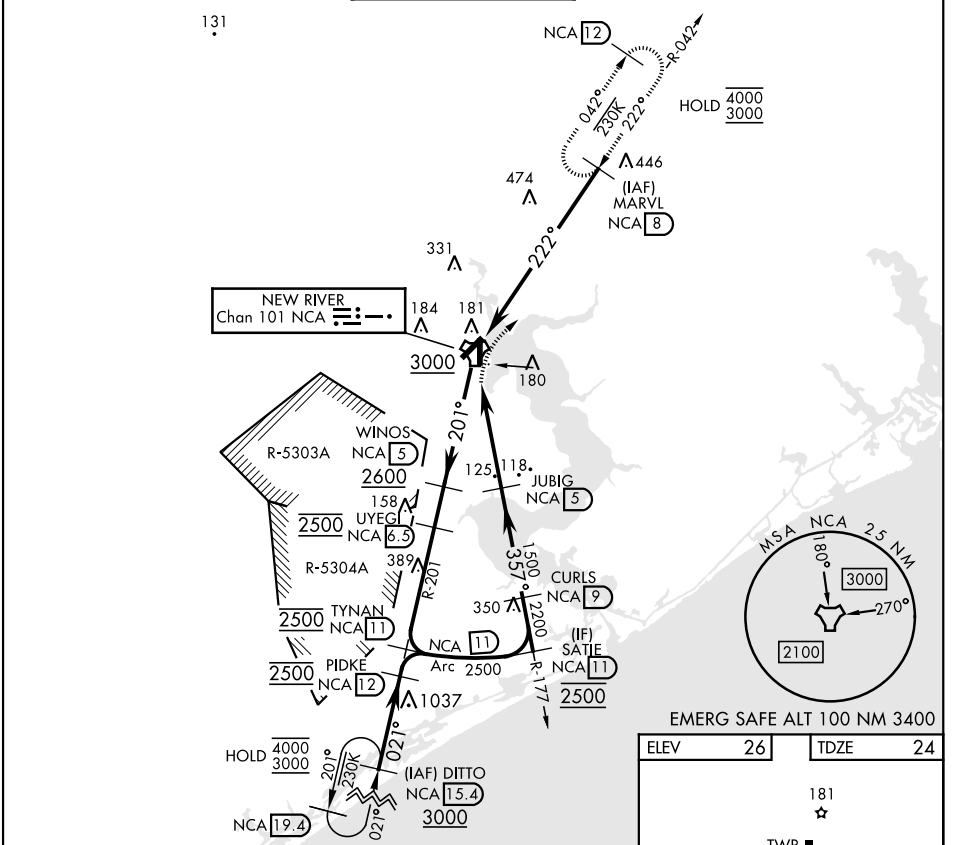 131
NCA 12
R-042
042°
230K
222°
HOLD 4000
3000
446
474
(IAF)
MARVL
NCA 8
222°
331
NEW RIVER
Chan 101 NCA
184
181
3000
180
201°
R-5303A
WINOS
NCA 5
2600
125
118
JUBIG
NCA 5
158
2500
UYEGI
NCA 6.5
R-5304A
389
R-201
357°
1500
CURLS
NCA 9
350
2200
2500
TYNAN
NCA 11
NCA 11
Arc 2500
(IF)
SATIE
NCA 11
2500
R-177
2500
PIDKE
NCA 12
1037
021°
HOLD 4000
3000
201°
230K
021°
(IAF) DITTO
NCA 15.4
3000
NCA 19.4
MSA NCA 25 NM
180°
3000
270°
2100
EMERG SAFE ALT 100 NM 3400
ELEV 26
TDZE 24
181
TWR